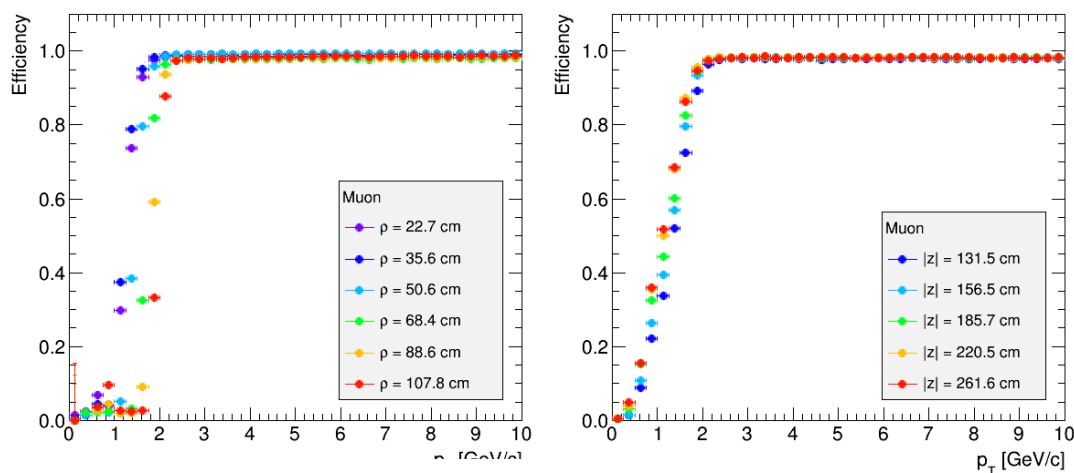 Efficiency
1.0
0.8
0.6
0.4
0.2
0.0
Muon
ρ = 22.7 cm
ρ = 35.6 cm
ρ = 50.6 cm
ρ = 68.4 cm
ρ = 88.6 cm
ρ = 107.8 cm
0 1 2 3 4 5 6 7 8 9 10
Efficiency
1.0
0.8
0.6
0.4
0.2
0.0
Muon
|z| = 131.5 cm
|z| = 156.5 cm
|z| = 185.7 cm
|z| = 220.5 cm
|z| = 261.6 cm
0 1 2 3 4 5 6 7 8 9 10
p_T [GeV/c]